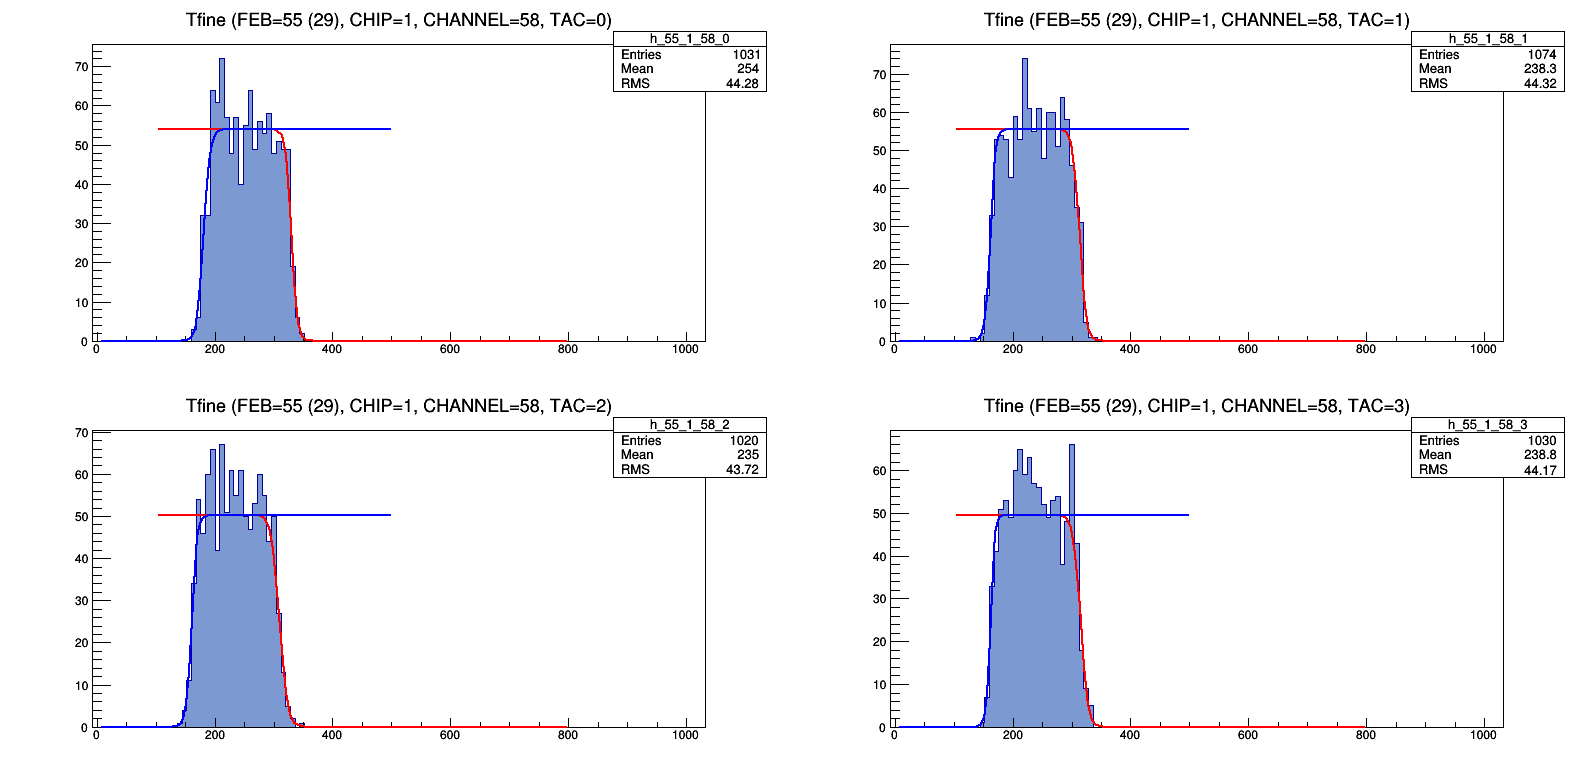 Tfine (FEB=55 (29), CHIP=1, CHANNEL=58, TAC=0)
h_55_1_58_0
Entries 1031
Mean 254
RMS 44.28
70
60
50
40
30
20
10
0
0 200 400 600 800 1000
Tfine (FEB=55 (29), CHIP=1, CHANNEL=58, TAC=1)
h_55_1_58_1
Entries 1074
Mean 238.3
RMS 44.32
70
60
50
40
30
20
10
0
0 200 400 600 800 1000
Tfine (FEB=55 (29), CHIP=1, CHANNEL=58, TAC=2)
h_55_1_58_2
Entries 1020
Mean 235
RMS 43.72
70
60
50
40
30
20
10
0
0 200 400 600 800 1000
Tfine (FEB=55 (29), CHIP=1, CHANNEL=58, TAC=3)
h_55_1_58_3
Entries 1030
Mean 238.8
RMS 44.17
60
50
40
30
20
10
0
0 200 400 600 800 1000